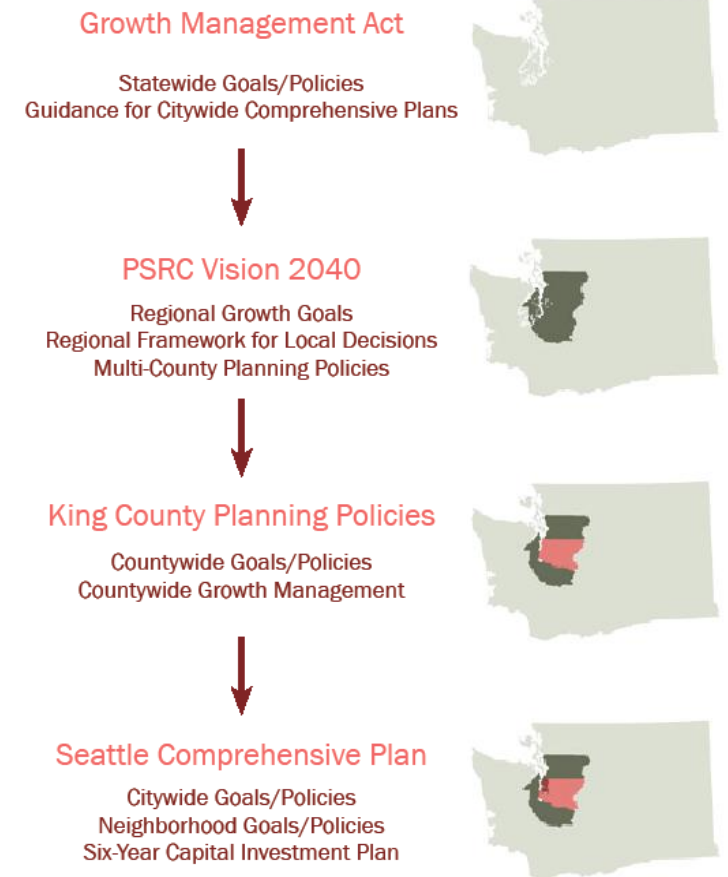 Growth Management Act
Statewide Goals/Policies
Guidance for Citywide Comprehensive Plans
PSRC Vision 2040
Regional Growth Goals
Regional Framework for Local Decisions
Multi-County Planning Policies
King County Planning Policies
Countywide Goals/Policies
Countywide Growth Management
Seattle Comprehensive Plan
Citywide Goals/Policies
Neighborhood Goals/Policies
Six-Year Capital Investment Plan